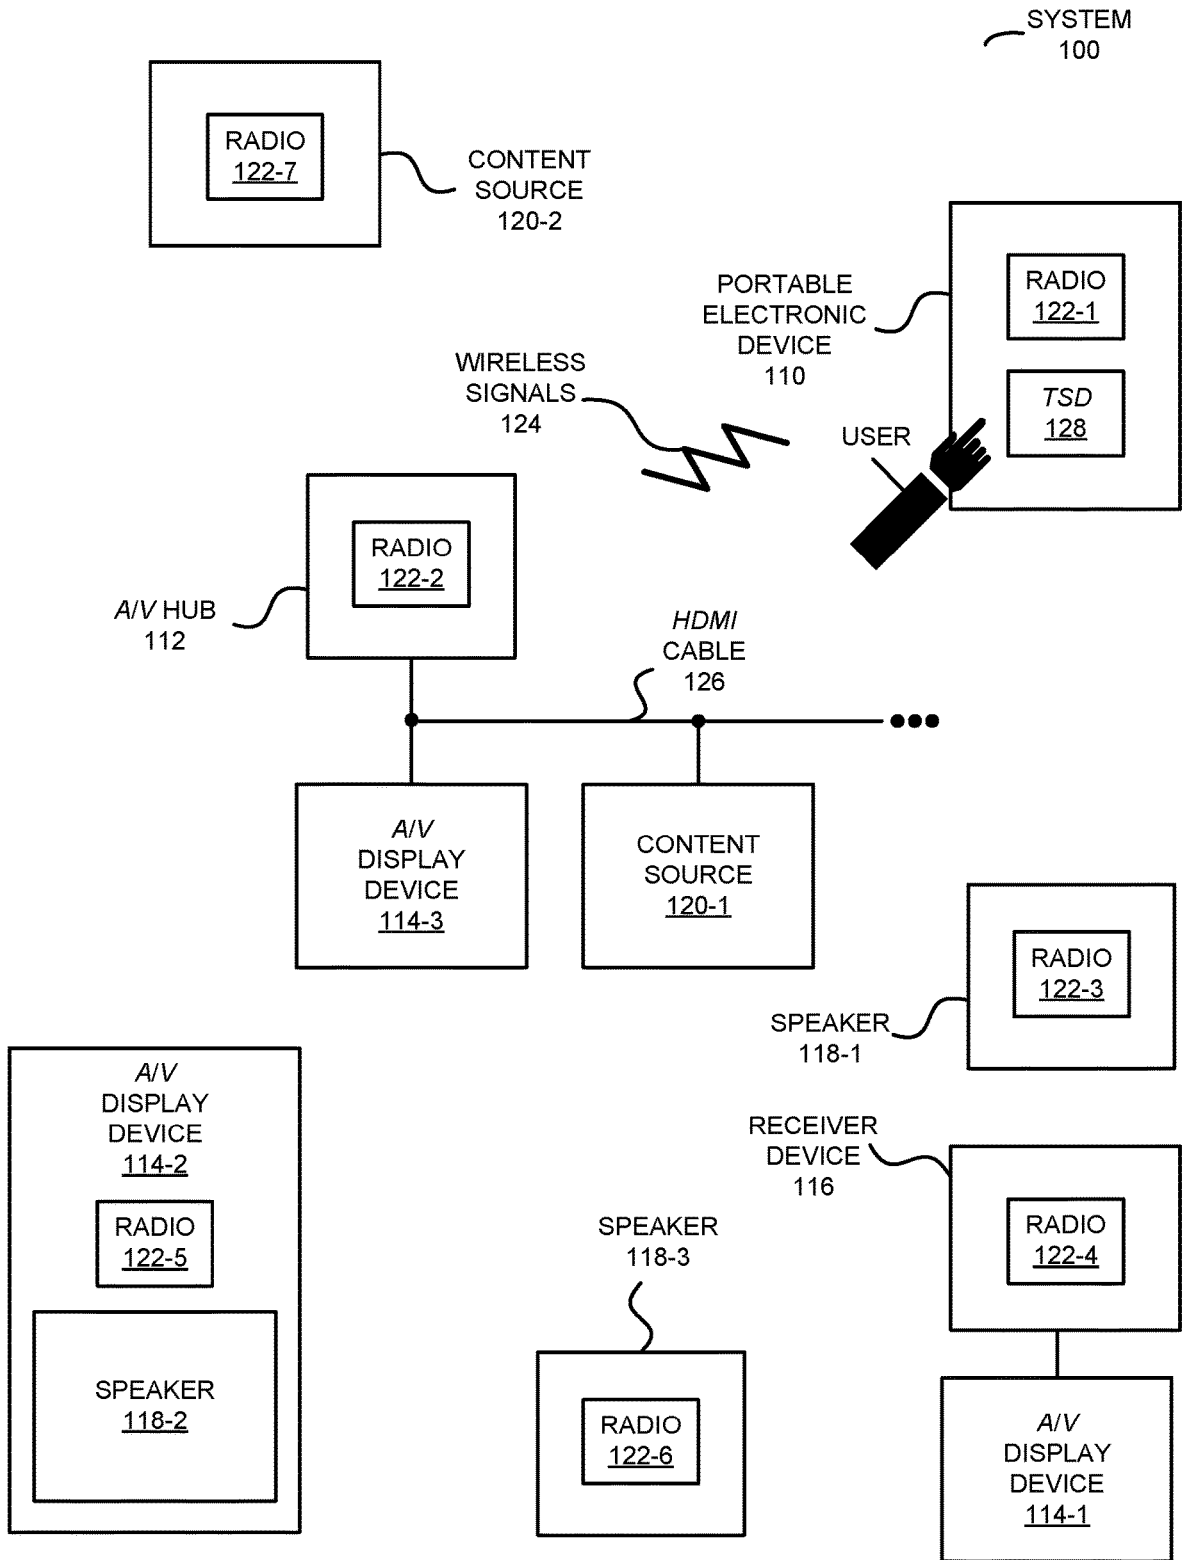 SYSTEM
100
RADIO
122-7
CONTENT
SOURCE
120-2
PORTABLE
ELECTRONIC
DEVICE
110
RADIO
122-1
TSD
128
WIRELESS
SIGNALS
124
USER
RADIO
122-2
A/V HUB
112
HDMI
CABLE
126
A/V
DISPLAY
DEVICE
114-3
CONTENT
SOURCE
120-1
RADIO
122-3
SPEAKER
118-1
A/V
DISPLAY
DEVICE
114-2
RADIO
122-5
SPEAKER
118-2
RECEIVER
DEVICE
116
RADIO
122-4
SPEAKER
118-3
RADIO
122-6
A/V
DISPLAY
DEVICE
114-1